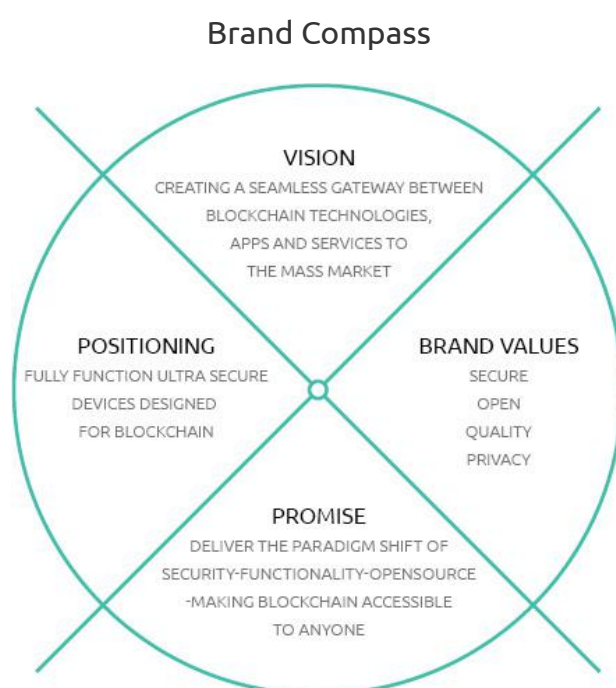 Brand Compass
VISION
CREATING A SEAMLESS GATEWAY BETWEEN
BLOCKCHAIN TECHNOLOGIES,
APPS AND SERVICES TO
THE MASS MARKET
POSITIONING
FULLY FUNCTION ULTRA SECURE
DEVICES DESIGNED
FOR BLOCKCHAIN
BRAND VALUES
SECURE
OPEN
QUALITY
PRIVACY
PROMISE
DELIVER THE PARADIGM SHIFT OF
SECURITY-FUNCTIONALITY-OPENSOURCE
-MAKING BLOCKCHAIN ACCESSIBLE
TO ANYONE